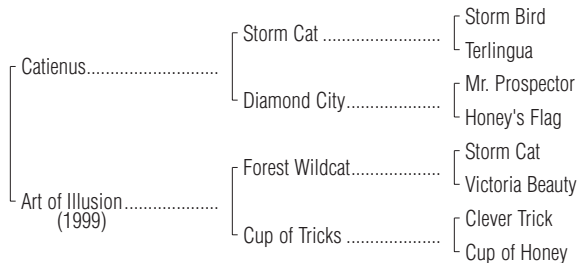 Storm Bird
Storm Cat ........................
Terlingua
Catienus...........................
Mr. Prospector
Diamond City...................
Honey's Flag
Storm Cat
Forest Wildcat..................
Victoria Beauty
Art of Illusion...................
(1999)
Clever Trick
Cup of Tricks ...................
Cup of Honey